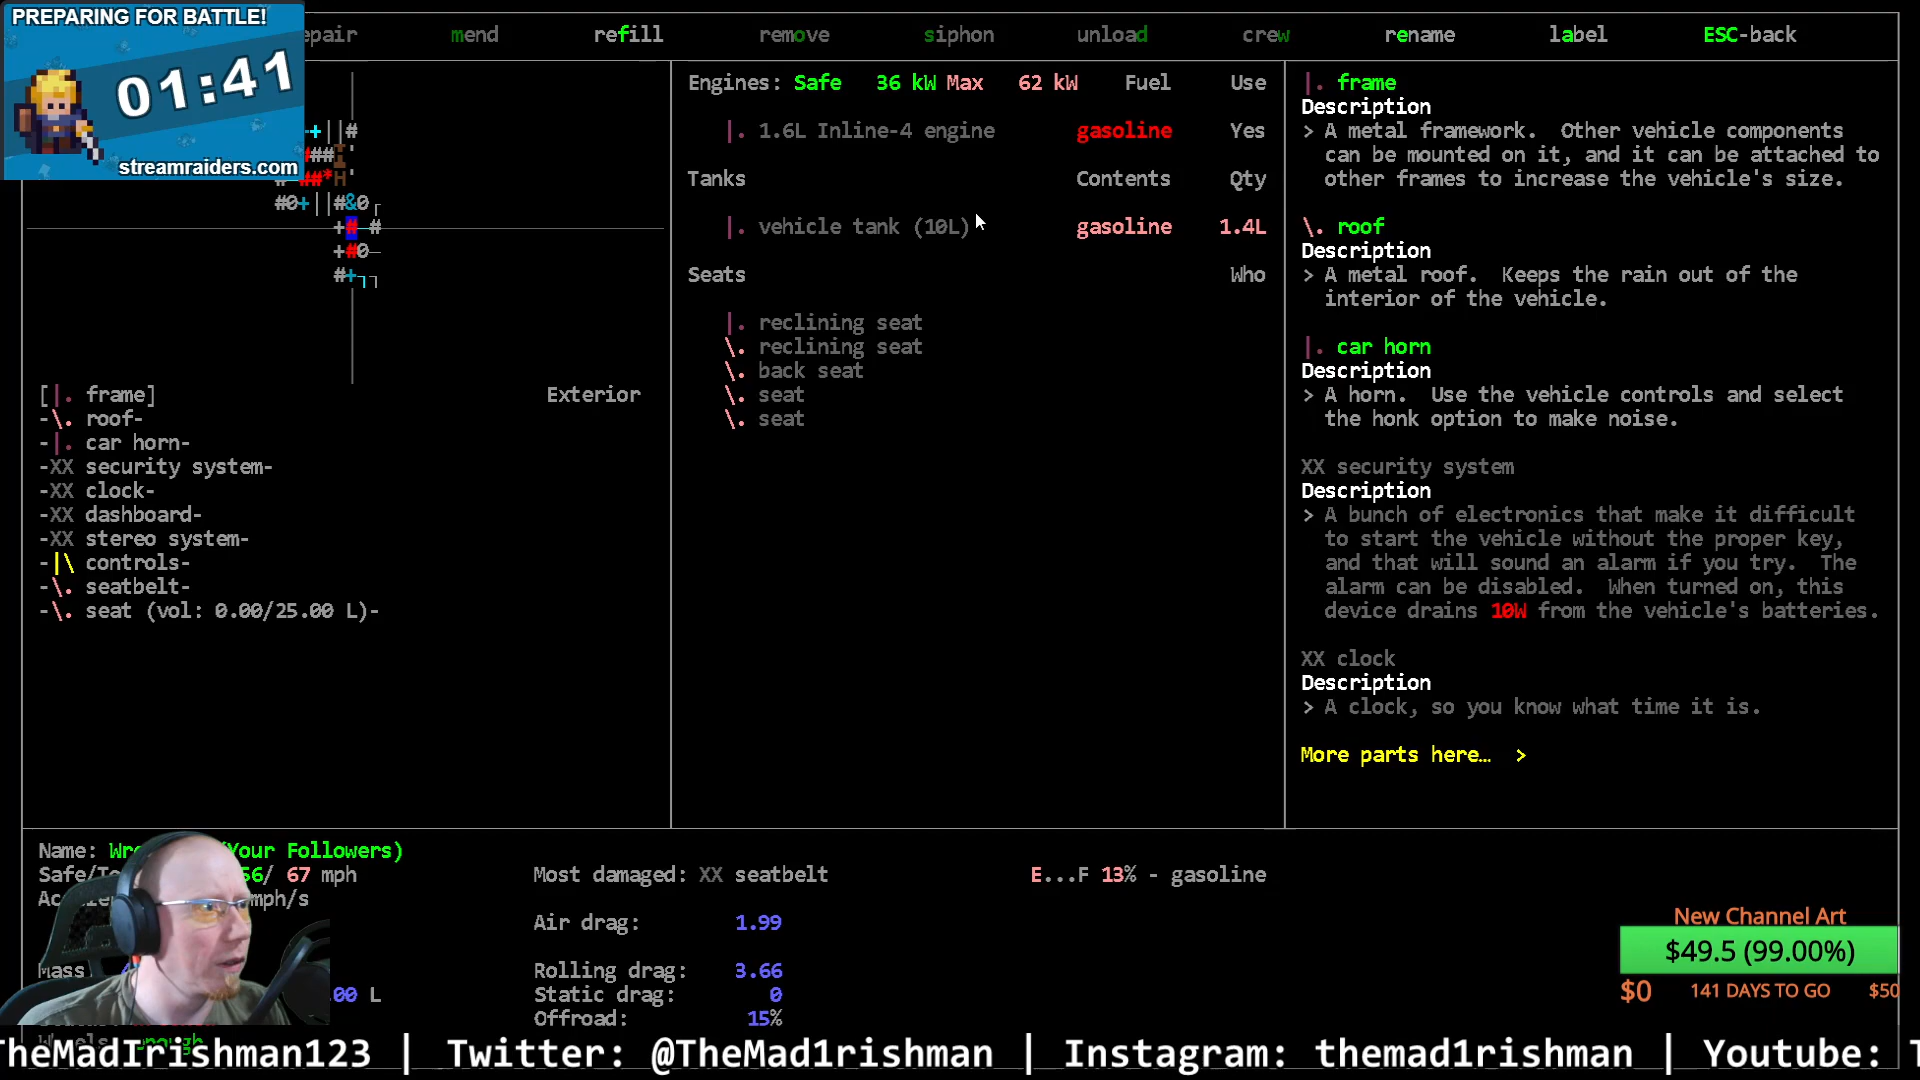 PREPARING FOR BATTLE!
01:41
streamraiders.com
epair mend refill remove siphon unload crew rename label ESC-back
Engines: Safe 36 kW Max 62 kW Fuel Use
|. 1.6L Inline-4 engine gasoline Yes
Tanks Contents Qty
|. vehicle tank (10L) gasoline 1.4L
Seats Who
|. reclining seat
\. reclining seat
\. back seat
\. seat
\. seat
[|. frame] Exterior
-\. roof-
-|. car horn-
-XX security system-
-XX clock-
-XX dashboard-
-XX stereo system-
-|\ controls-
-\. seatbelt-
-\. seat (vol: 0.00/25.00 L)-
|. frame
Description
> A metal framework.  Other vehicle components
can be mounted on it, and it can be attached to
other frames to increase the vehicle's size.
\. roof
Description
> A metal roof.  Keeps the rain out of the
interior of the vehicle.
|. car horn
Description
> A horn.  Use the vehicle controls and select
the honk option to make noise.
XX security system
Description
> A bunch of electronics that make it difficult
to start the vehicle without the proper key,
and that will sound an alarm if you try.  The
alarm can be disabled.  When turned on, this
device drains 10W from the vehicle's batteries.
XX clock
Description
> A clock, so you know what time it is.
More parts here… >
Name: Your Followers)
56/ 67 mph
mph/s
Mass
00 L
Most damaged: XX seatbelt
Air drag: 1.99
Rolling drag: 3.66
Static drag: 0
Offroad: 15%
E...F 13% - gasoline
New Channel Art
$49.5 (99.00%)
$0 141 DAYS TO GO $50
TheMadIrishman123 | Twitter: @TheMad1rishman | Instagram: themad1rishman | Youtube: T